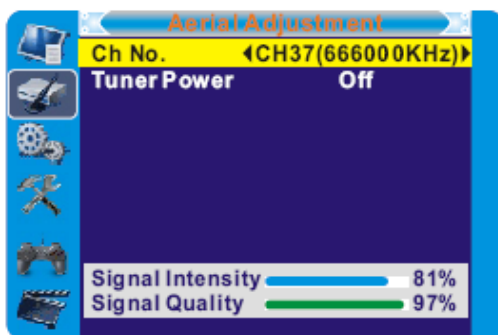 Aerial Adjustment
Ch No. CH37(666000KHz)
Tuner Power Off
Signal Intensity 81%
Signal Quality 97%